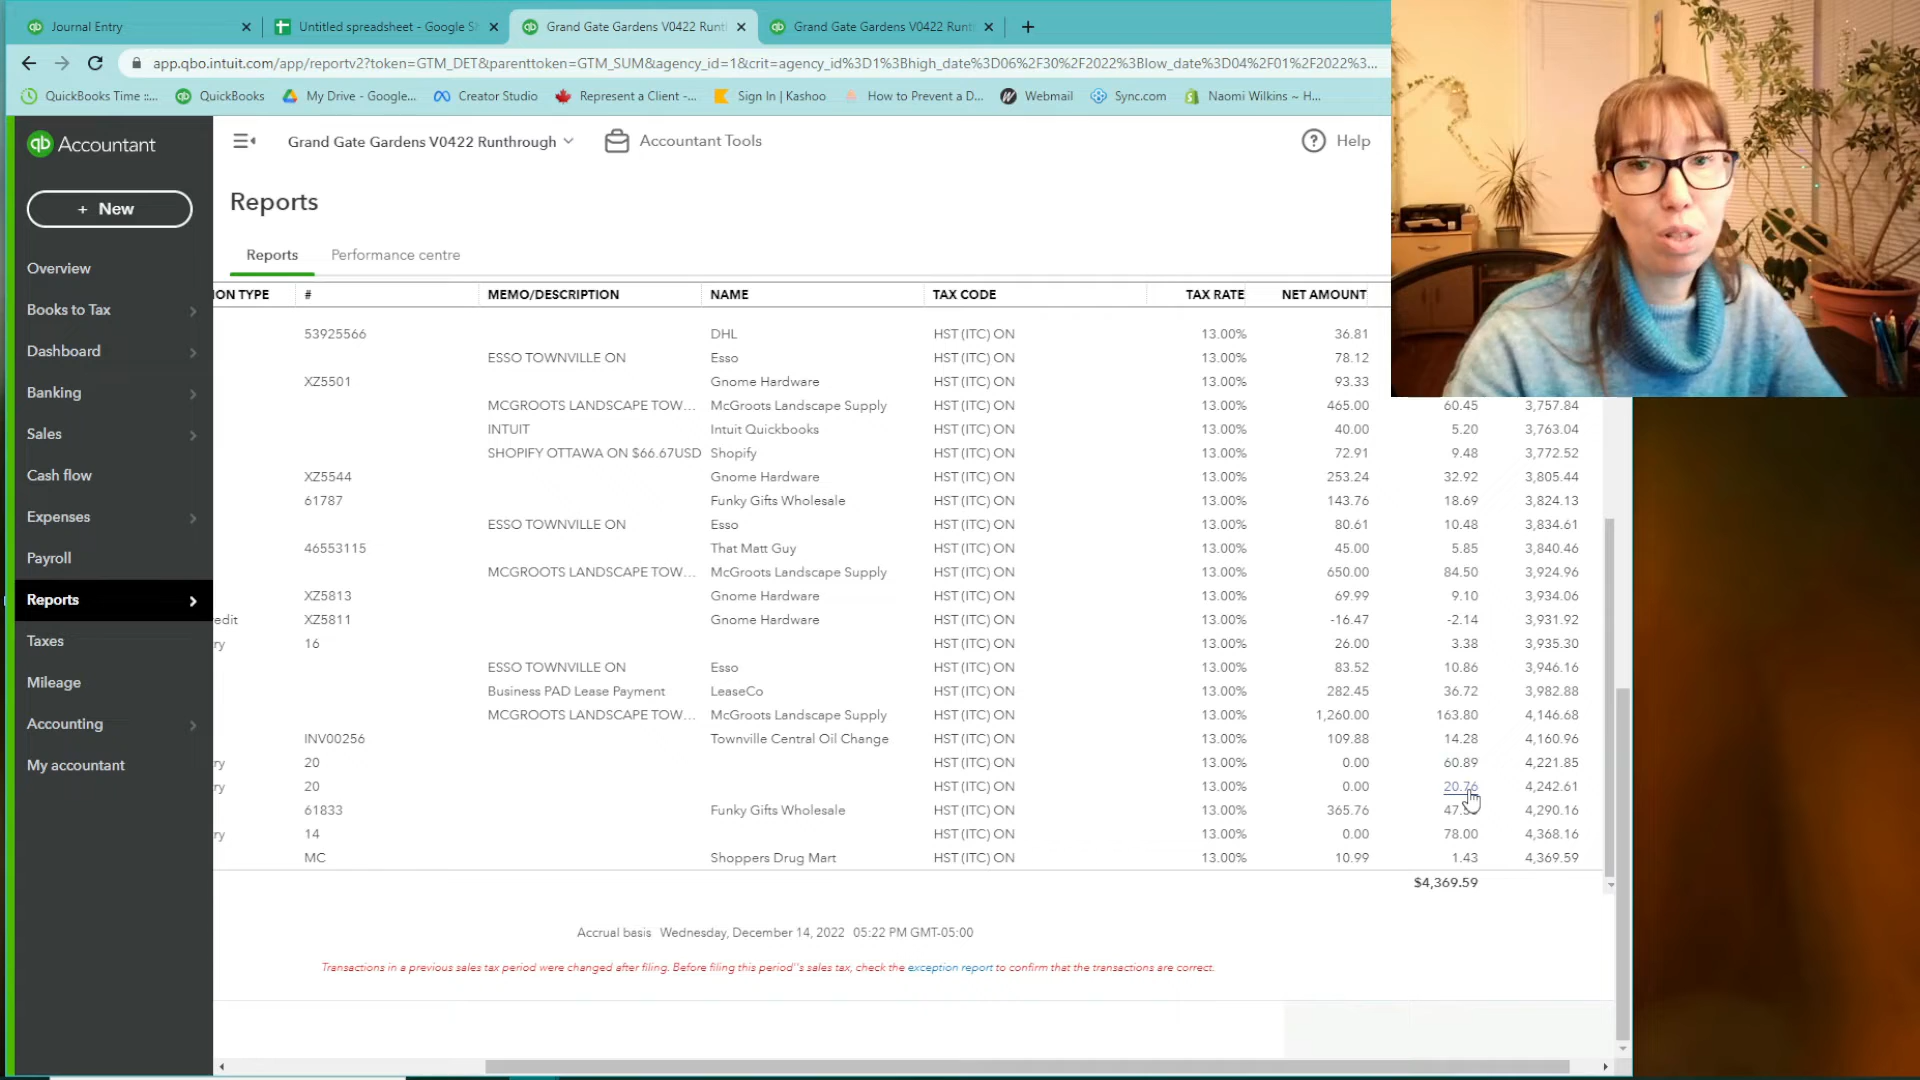 Journal Entry
Untitled spreadsheet - Google Sh
Grand Gate Gardens V0422 Runt
Grand Gate Gardens V0422 Runt
app.qbo.intuit.com/app/reportv2?token=GTM_DET&parenttoken=GTM_SUM&agency_id=1&crit=agency_id%3D1%3Bhigh_date%3D06%2F30%2F2022%3Blow_date%3D04%2F01%2F2022%3...
QuickBooks Time ::... QuickBooks My Drive - Google... Creator Studio Represent a Client -... Sign In | Kashoo How to Prevent a D... Webmail Sync.com Naomi Wilkins ~ H...
qb Accountant
Grand Gate Gardens V0422 Runthrough Accountant Tools ? Help
+ New
Overview
Books to Tax
Dashboard
Banking
Sales
Cash flow
Expenses
Payroll
Reports
Taxes
Mileage
Accounting
My accountant
Reports
Reports Performance centre
ION TYPE # MEMO/DESCRIPTION NAME TAX CODE TAX RATE NET AMOUNT
53925566 DHL HST (ITC) ON 13.00% 36.81
ESSO TOWNVILLE ON Esso HST (ITC) ON 13.00% 78.12
XZ5501 Gnome Hardware HST (ITC) ON 13.00% 93.33
MCGROOTS LANDSCAPE TOW... McGroots Landscape Supply HST (ITC) ON 13.00% 465.00 60.45 3,757.84
INTUIT Intuit Quickbooks HST (ITC) ON 13.00% 40.00 5.20 3,763.04
SHOPIFY OTTAWA ON $66.67USD Shopify HST (ITC) ON 13.00% 72.91 9.48 3,772.52
XZ5544 Gnome Hardware HST (ITC) ON 13.00% 253.24 32.92 3,805.44
61787 Funky Gifts Wholesale HST (ITC) ON 13.00% 143.76 18.69 3,824.13
ESSO TOWNVILLE ON Esso HST (ITC) ON 13.00% 80.61 10.48 3,834.61
46553115 That Matt Guy HST (ITC) ON 13.00% 45.00 5.85 3,840.46
MCGROOTS LANDSCAPE TOW... McGroots Landscape Supply HST (ITC) ON 13.00% 650.00 84.50 3,924.96
XZ5813 Gnome Hardware HST (ITC) ON 13.00% 69.99 9.10 3,934.06
edit XZ5811 Gnome Hardware HST (ITC) ON 13.00% -16.47 -2.14 3,931.92
ry 16 HST (ITC) ON 13.00% 26.00 3.38 3,935.30
ESSO TOWNVILLE ON Esso HST (ITC) ON 13.00% 83.52 10.86 3,946.16
Business PAD Lease Payment LeaseCo HST (ITC) ON 13.00% 282.45 36.72 3,982.88
MCGROOTS LANDSCAPE TOW... McGroots Landscape Supply HST (ITC) ON 13.00% 1,260.00 163.80 4,146.68
INV00256 Townville Central Oil Change HST (ITC) ON 13.00% 109.88 14.28 4,160.96
ry 20 HST (ITC) ON 13.00% 0.00 60.89 4,221.85
ry 20 HST (ITC) ON 13.00% 0.00 20.76 4,242.61
61833 Funky Gifts Wholesale HST (ITC) ON 13.00% 365.76 4,290.16
ry 14 HST (ITC) ON 13.00% 0.00 78.00 4,368.16
MC Shoppers Drug Mart HST (ITC) ON 13.00% 10.99 1.43 4,369.59
$4,369.59
Accrual basis Wednesday, December 14, 2022 05:22 PM GMT-05:00
Transactions in a previous sales tax period were changed after filing. Before filing this period''s sales tax, check the exception report to confirm that the transactions are correct.